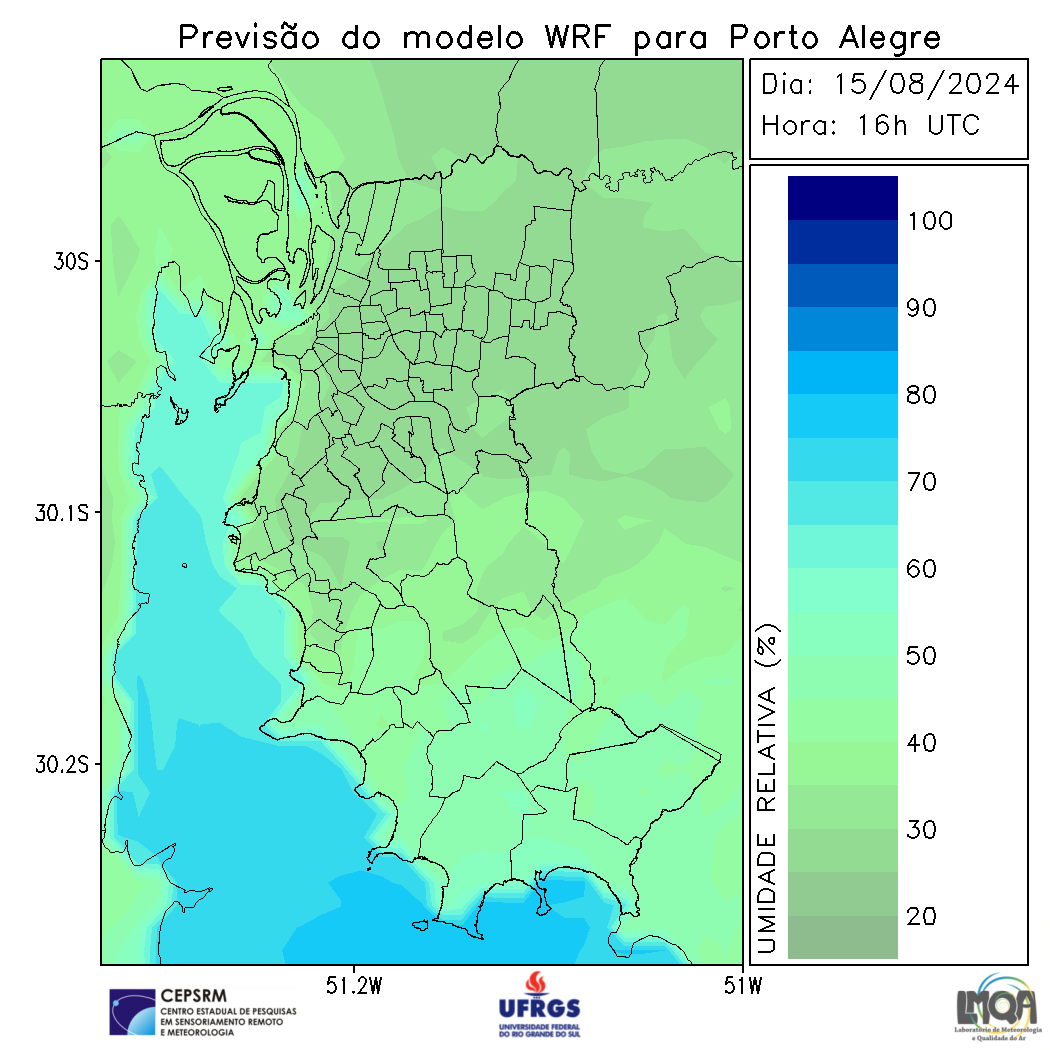 Previsão do modelo WRF para Porto Alegre
Dia: 15/08/2024
Hora: 16h UTC
30S
30.1S
30.2S
51.2W
51W
100
90
80
70
60
50
40
30
20
UMIDADE RELATIVA (%)
CEPSRM
CENTRO ESTADUAL DE PESQUISAS
EM SENSORIAMENTO REMOTO
E METEOROLOGIA
UFRGS
UNIVERSIDADE FEDERAL
DO RIO GRANDE DO SUL
LMQA
Laboratório de Meteorologia
e Qualidade do Ar